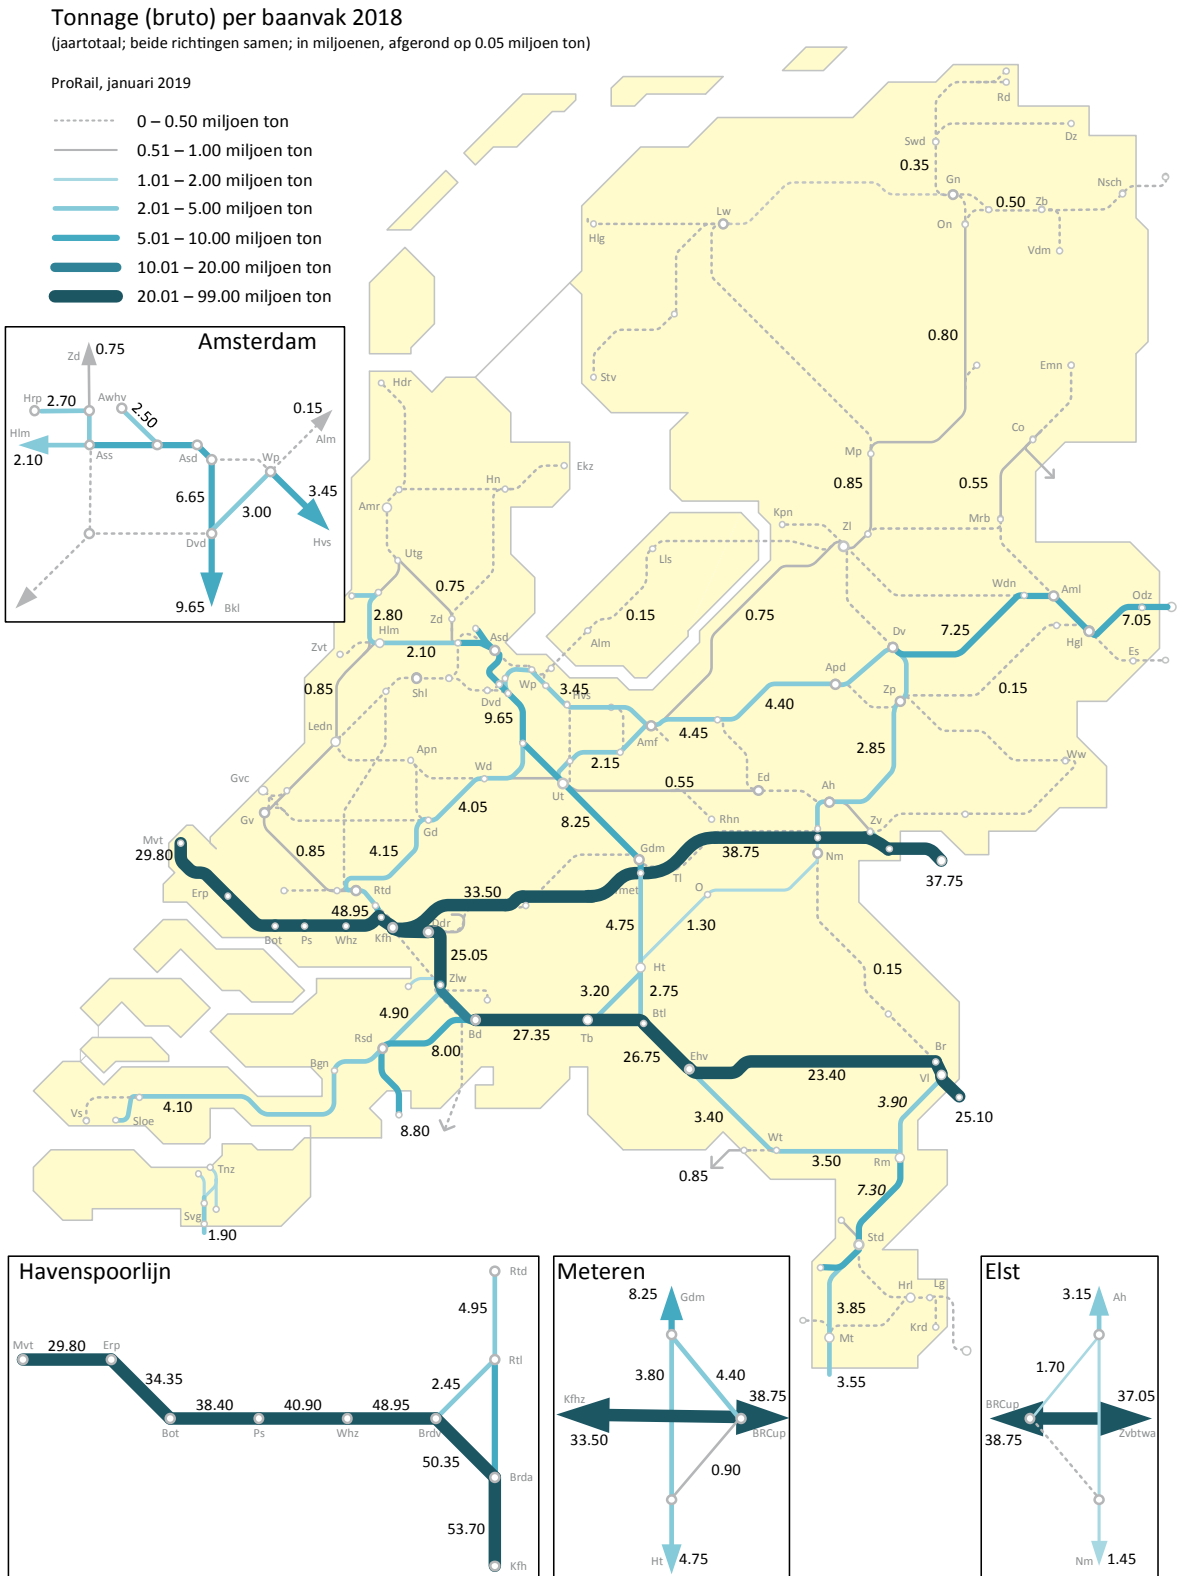 Tonnage (bruto) per baanvak 2018
(jaartotaal; beide richtingen samen; in miljoenen, afgerond op 0.05 miljoen ton)
ProRail, januari 2019
0 – 0.50 miljoen ton
0.51 – 1.00 miljoen ton
1.01 – 2.00 miljoen ton
2.01 – 5.00 miljoen ton
5.01 – 10.00 miljoen ton
10.01 – 20.00 miljoen ton
20.01 – 99.00 miljoen ton
Amsterdam
Zd 0.75
Hrp 2.70 Awhv 2.50 0.15
Hlm Alm
2.10 Ass Asd Wp
6.65 3.00 3.45
Dvd Hvs
9.65 Bkl
Rd
Swd Dz
0.35
Gn Nsch
0.50 Zb
Lw On
Hlg Vdm
0.80
Stv Emn
Hdr
Co
Mp
Ekz
Hn 0.85 0.55
Amr Kpn Zl Mrb
Utg Lls
0.75 0.75 Wdn Aml Odz
2.80 0.15 7.05
Zd 7.25
Hlm Asd Alm Dv Hgl
Zvt 2.10 Es
Wp 3.45 Apd
Shl Dvd Hvs 4.40 Zp 0.15
0.85 9.65
Ledn Amf 4.45
Apn 2.15 2.85 Ww
Wd
Gvc Ut 0.55 Ed Ah
4.05
Gv Gd 8.25 Rhn Zv
Mvt 38.75
29.80 0.85 4.15 Gdm Nm
Tl 37.75
Erp Rtd met O
48.95 33.50
Bot Ps Whz Kfh Ddr 4.75 1.30
25.05
Ht 0.15
Zlw
4.90 3.20 2.75
Rsd Bd Tb Btl
8.00 27.35
Bgn 26.75 Ehv Br
23.40 Vl
4.10 3.90 25.10
Vs Sloe 3.40
8.80 Wt
3.50 Rm
0.85
Tnz 7.30
Svg
1.90 Std
Hrl Lg
3.85 Krd
Mt
3.55
Havenspoorlijn
Rtd
4.95
Mvt 29.80 Erp
Rtl
34.35 2.45
38.40 40.90 48.95
Bot Ps Whz Brdv
50.35
Brda
53.70
Kfh
Meteren
8.25 Gdm
3.80 4.40
Kfhz 38.75
33.50 BRCup
0.90
Ht 4.75
Elst
3.15 Ah
1.70
BRCup 37.05
38.75 Zvbtwa
Nm 1.45